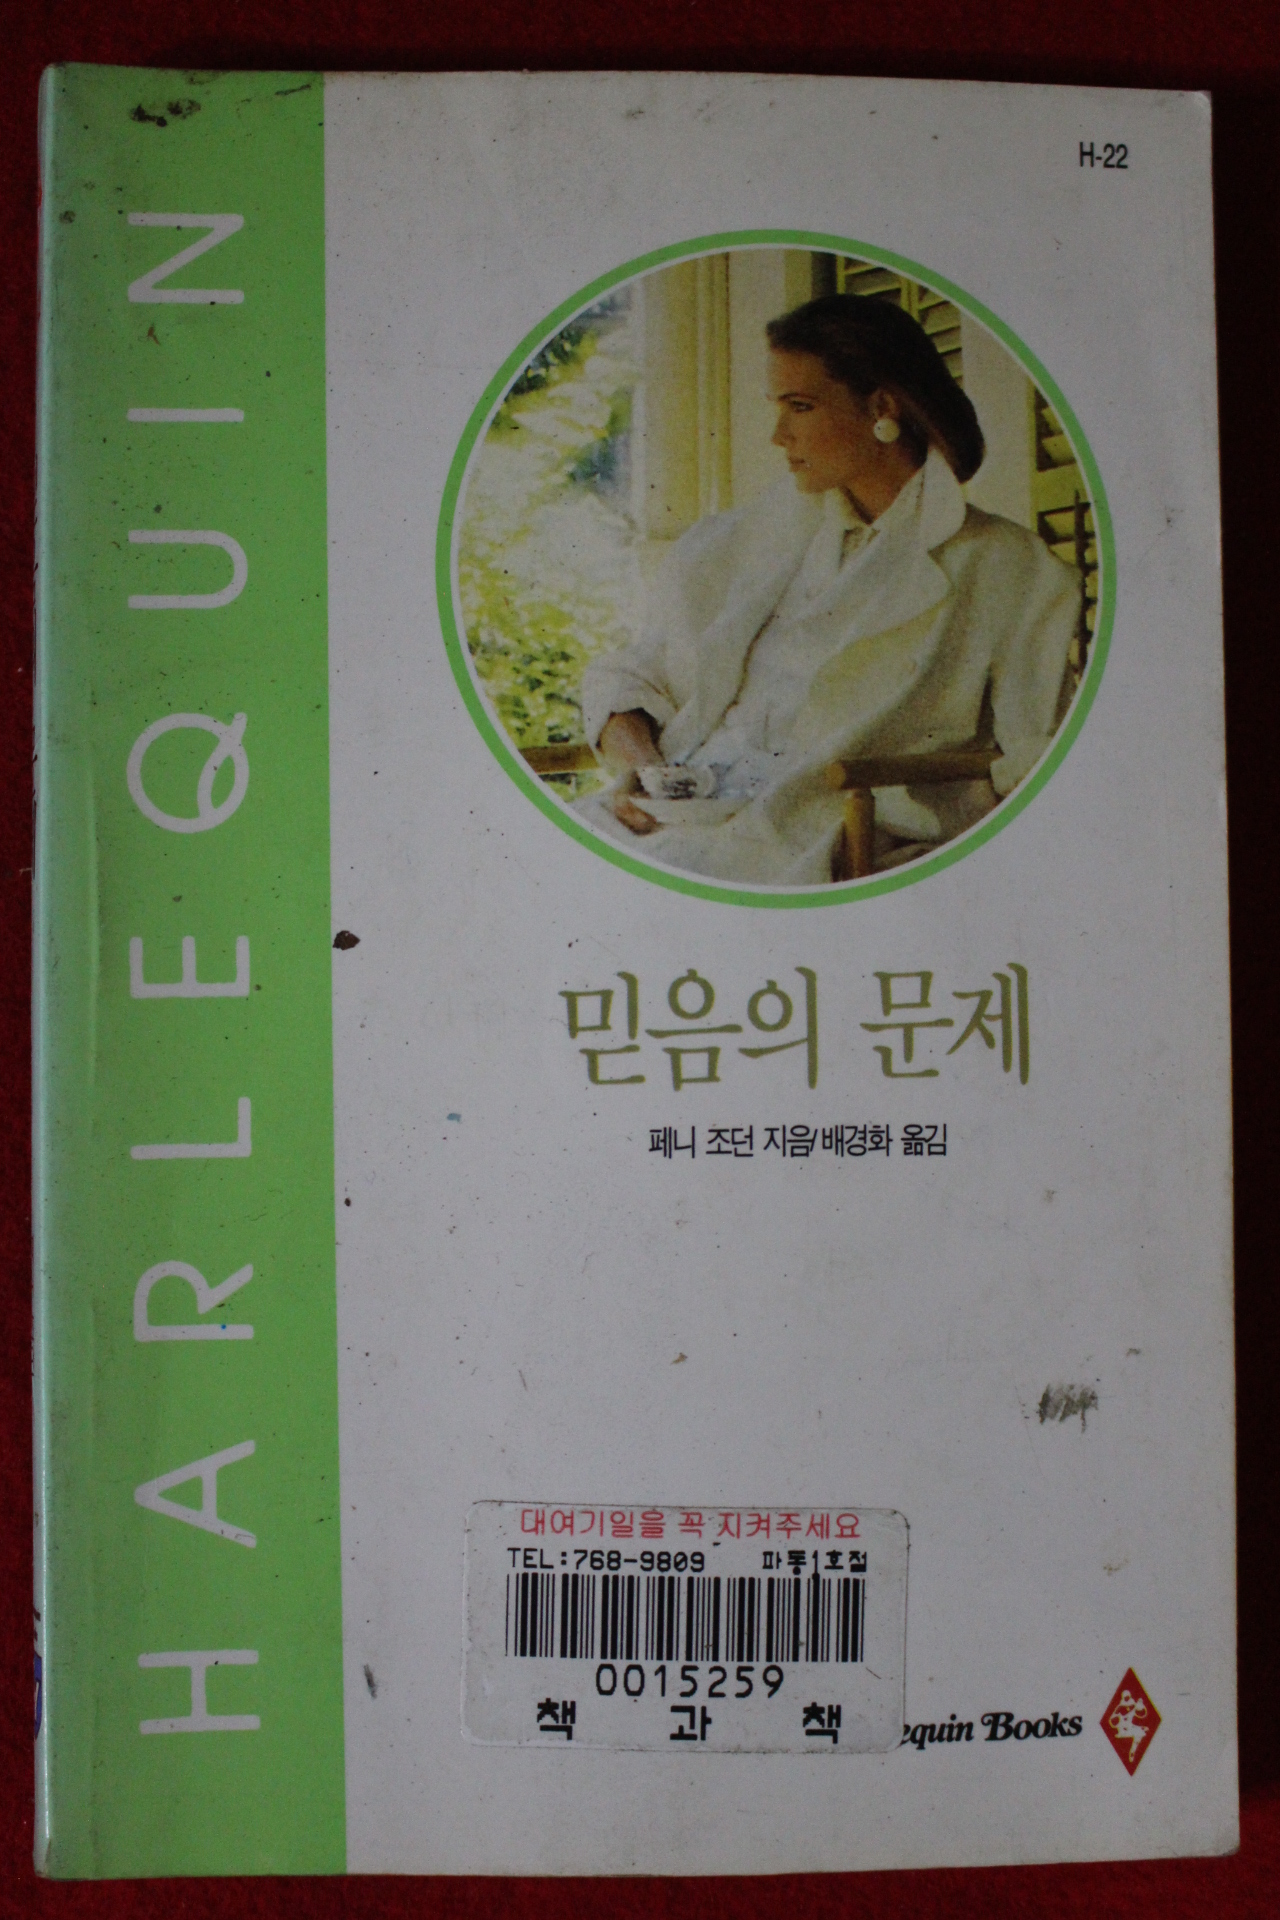 H-22
HARLEQUIN
믿음의 문제
페니 조던 지음/배경화 옮김
대여기일을 꼭 지켜주세요
TEL:768-9809 파동1호점
0015259
책 과 책
equin Books